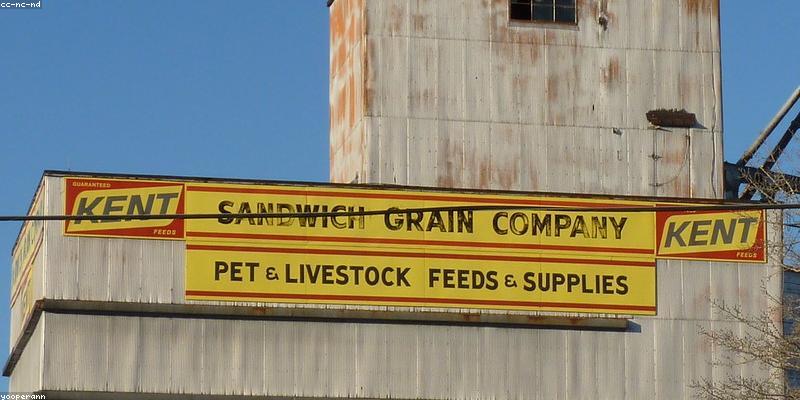 cc-nc-nd
GUARANTEED
KENT
FEEDS
SANDWICH GRAIN COMPANY
PET & LIVESTOCK FEEDS & SUPPLIES
KENT
FEEDS
yooperann